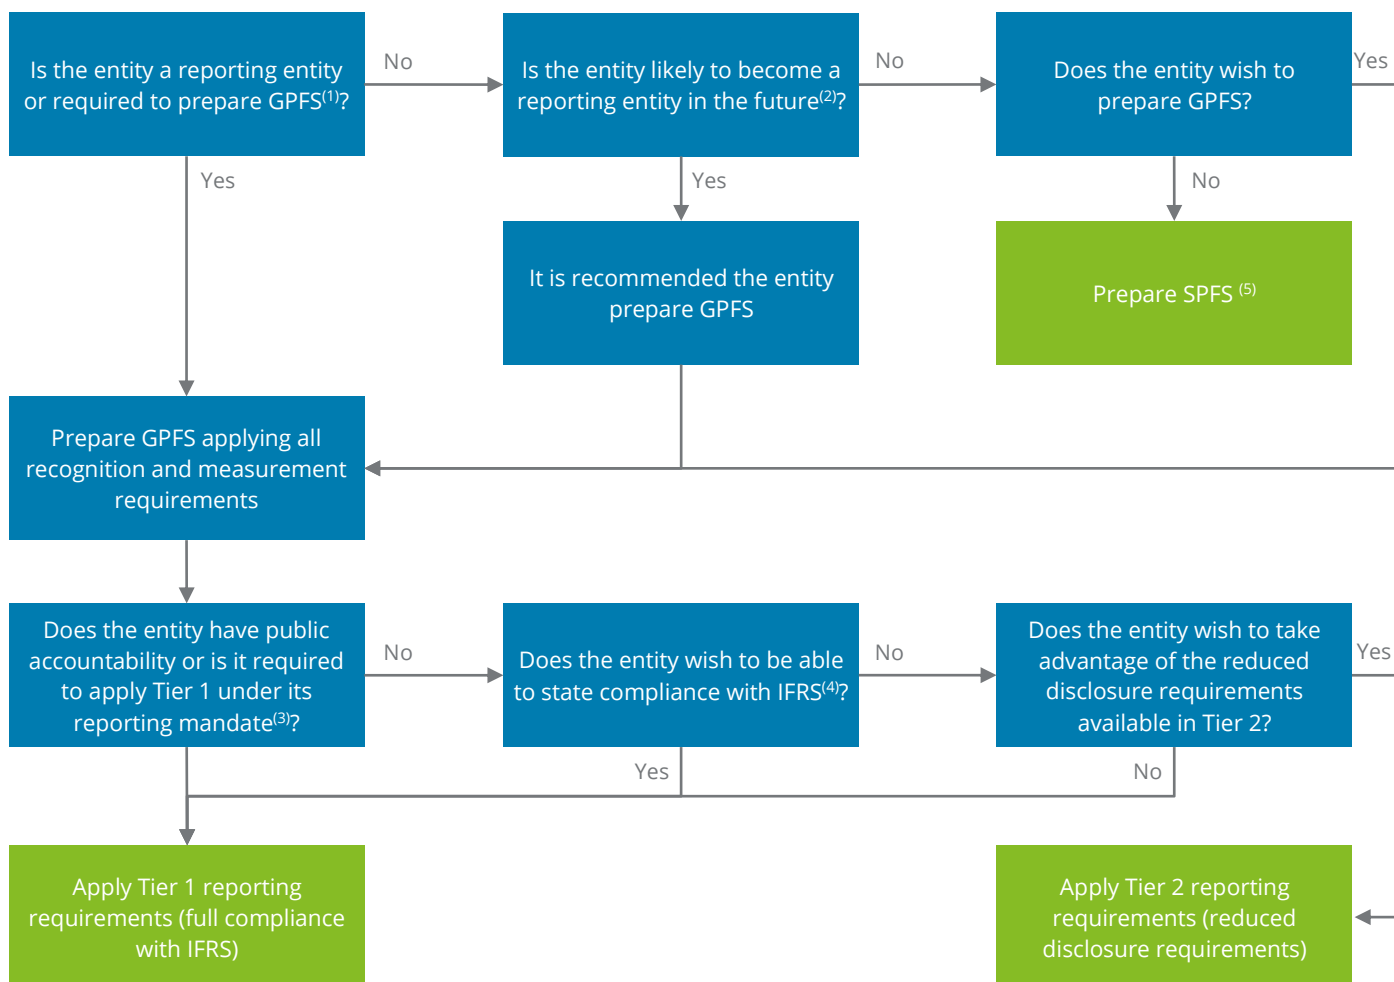 Is the entity a reporting entity
or required to prepare GPFS(1)?
No
Is the entity likely to become a
reporting entity in the future(2)?
No
Does the entity wish to
prepare GPFS?
Yes
Yes
Yes
No
It is recommended the entity
prepare GPFS
Prepare SPFS (5)
Prepare GPFS applying all
recognition and measurement
requirements
Does the entity have public
accountability or is it required
to apply Tier 1 under its
reporting mandate(3)?
No
Does the entity wish to be able
to state compliance with IFRS(4)?
No
Does the entity wish to take
advantage of the reduced
disclosure requirements
available in Tier 2?
Yes
Yes
No
Apply Tier 1 reporting
requirements (full compliance
with IFRS)
Apply Tier 2 reporting
requirements (reduced
disclosure requirements)